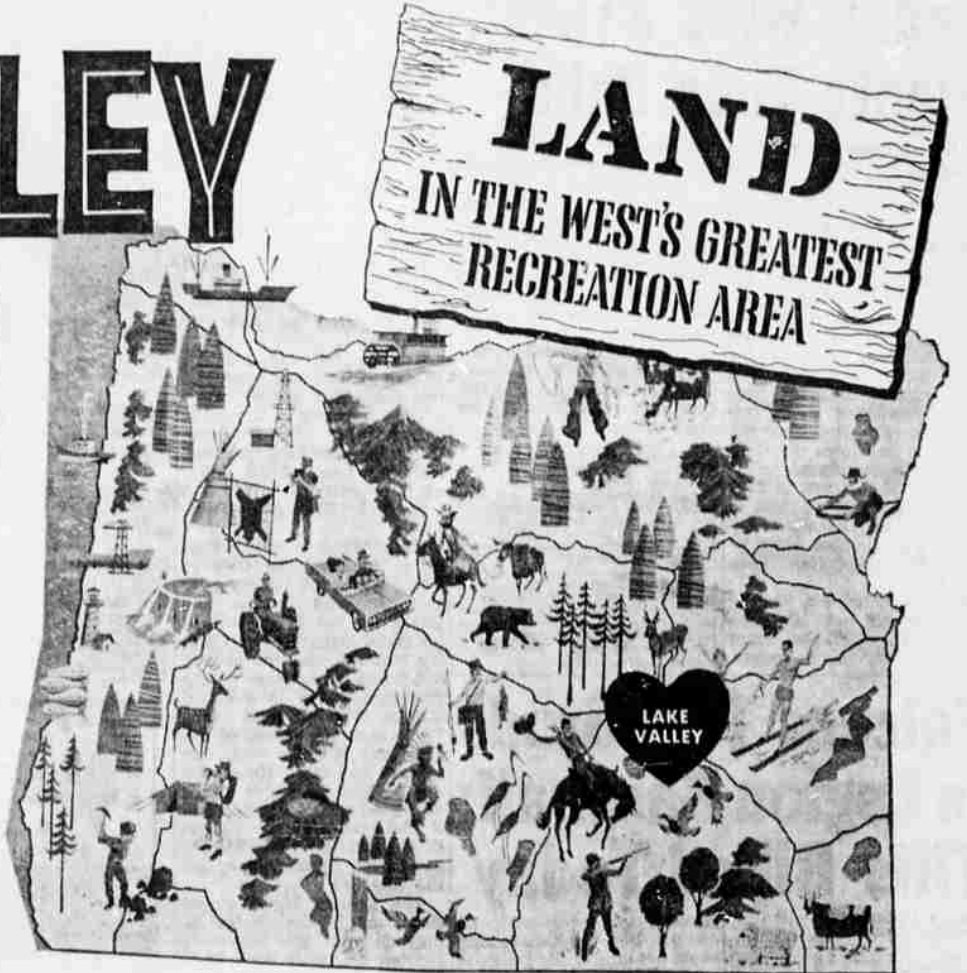 LEY
LAND
IN THE WEST'S GREATEST
RECREATION AREA
LAKE
VALLEY